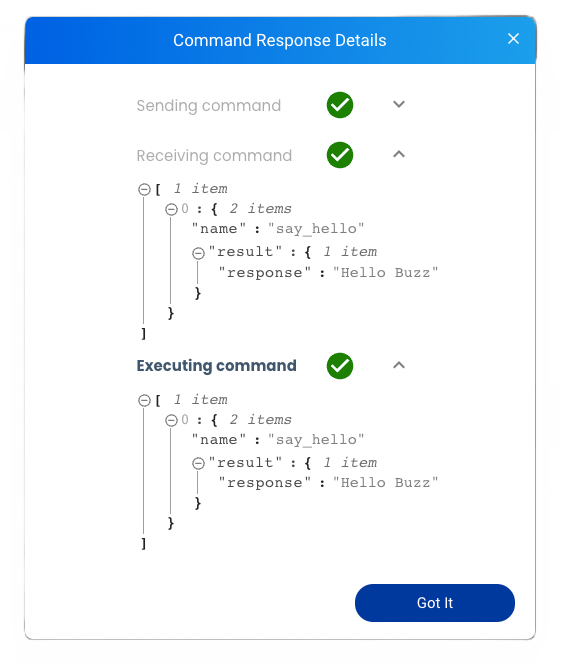 Command Response Details
Sending command
Receiving command
[ 1 item
0 : { 2 items
"name" : "say_hello"
"result" : { 1 item
"response" : "Hello Buzz"
}
}
]
Executing command
[ 1 item
0 : { 2 items
"name" : "say_hello"
"result" : { 1 item
"response" : "Hello Buzz"
}
}
]
Got It